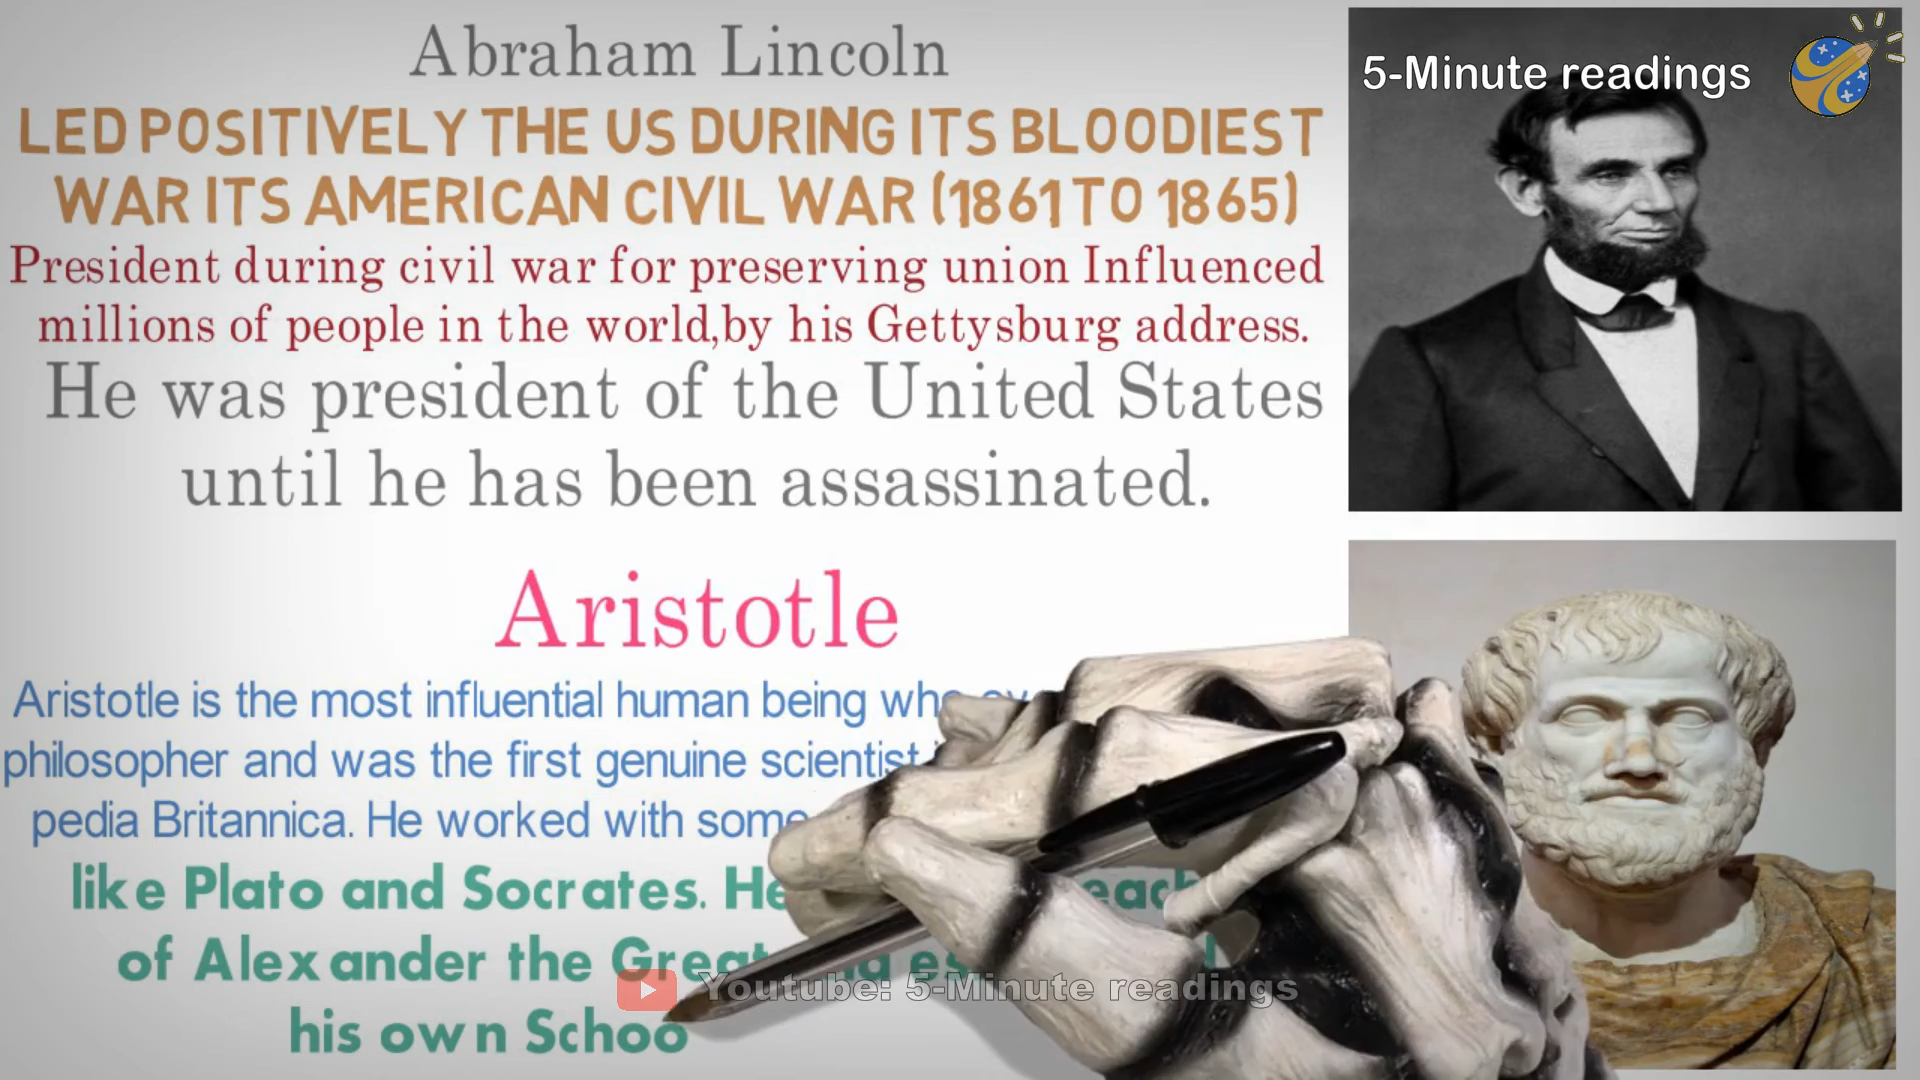 Abraham Lincoln
5-Minute readings
LED POSITIVELY THE US DURING ITS BLOODIEST
WAR ITS AMERICAN CIVIL WAR (1861 TO 1865)
President during civil war for preserving union Influenced
millions of people in the world,by his Gettysburg address.
He was president of the United States
until he has been assassinated.
Aristotle
Aristotle is the most influential human being
philosopher and was the first genuine scientist
pedia Britannica. He worked with some
like Plato and Socrates. He
of Alexander the Great
Youtube: 5-Minute readings
his own Schoo